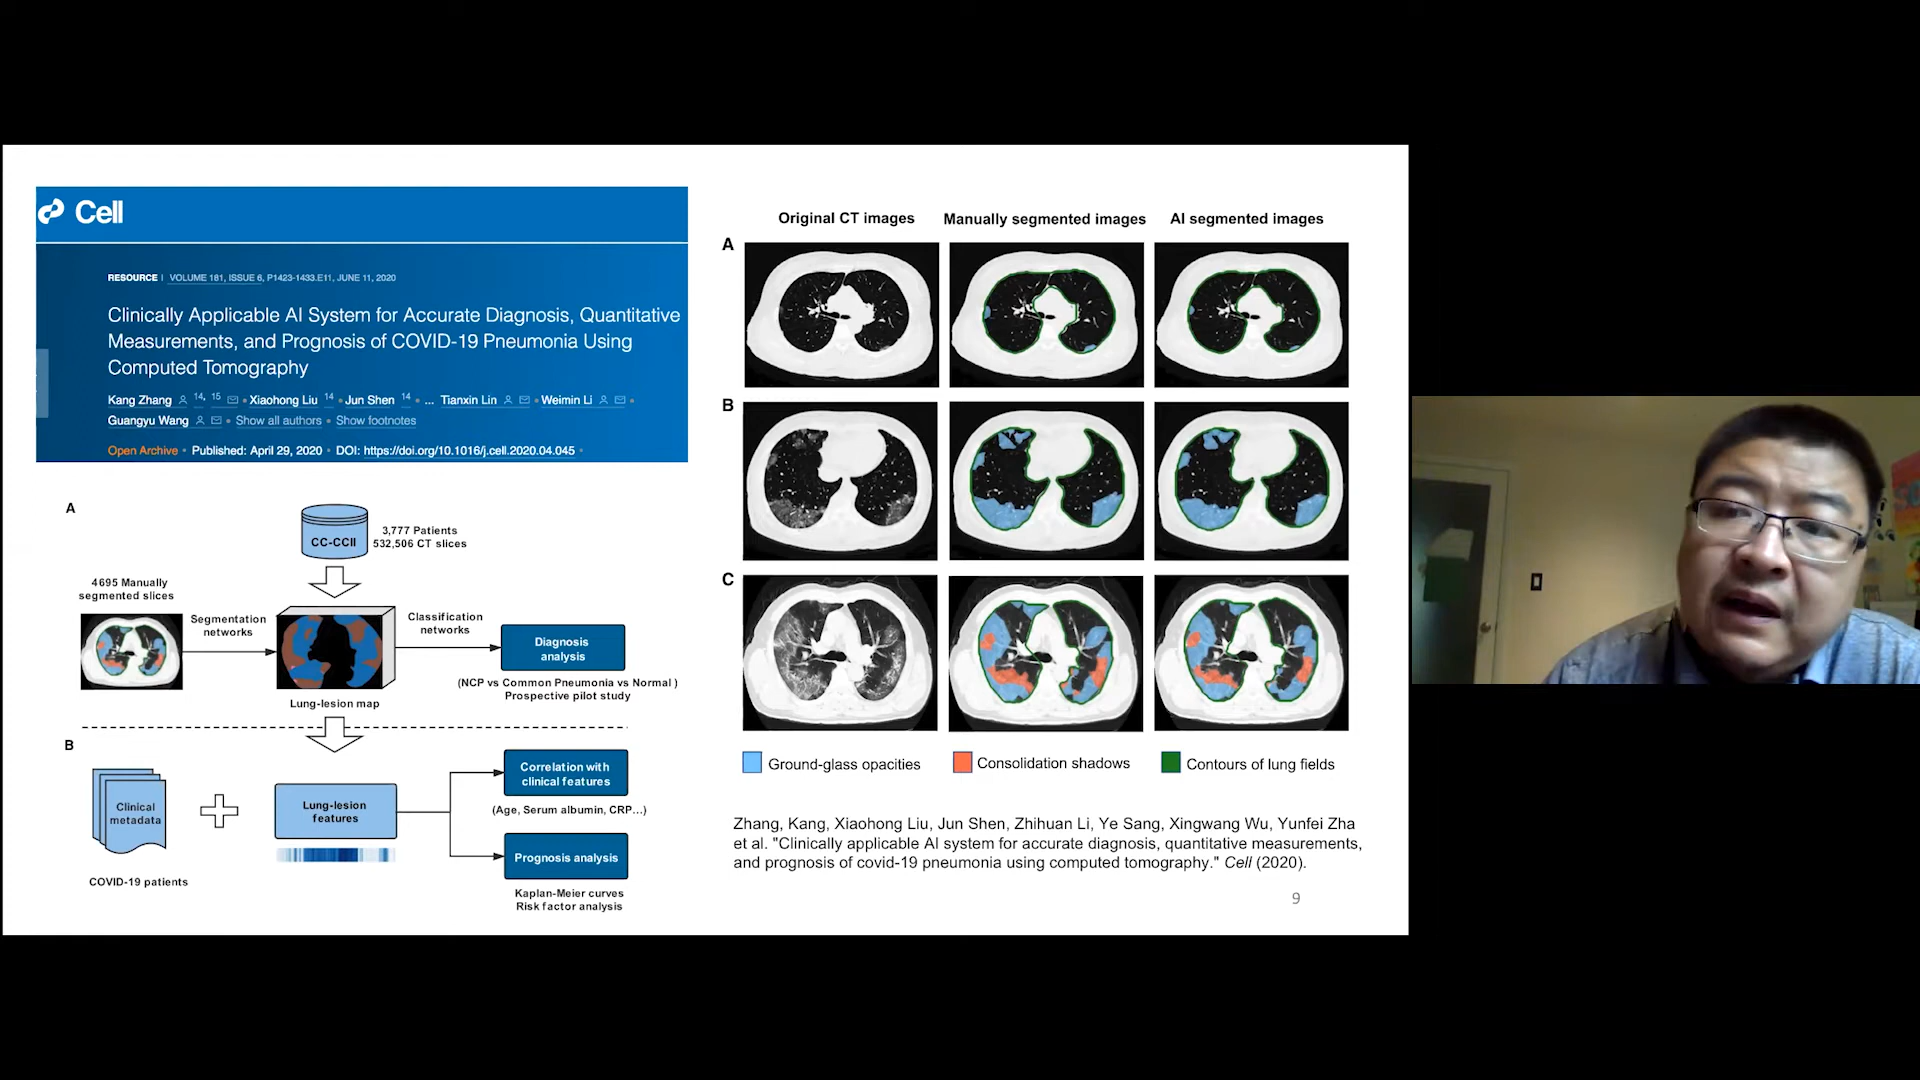 Cell
RESOURCE | VOLUME 181, ISSUE 6, P1423-1433.E11, JUNE 11, 2020
Clinically Applicable AI System for Accurate Diagnosis, Quantitative
Measurements, and Prognosis of COVID-19 Pneumonia Using
Computed Tomography
Kang Zhang 14, 15 • Xiaohong Liu 14 • Jun Shen 14 • ... Tianxin Lin • Weimin Li •
Guangyu Wang • Show all authors • Show footnotes
Open Archive • Published: April 29, 2020 • DOI: https://doi.org/10.1016/j.cell.2020.04.045 •
A
CC-CCII
3,777 Patients
532,506 CT slices
4695 Manually
segmented slices
Segmentation
networks
Classification
networks
Diagnosis
analysis
(NCP vs Common Pneumonia vs Normal )
Prospective pilot study
Lung-lesion map
B
Clinical
metadata
COVID-19 patients
Lung-lesion
features
Correlation with
clinical features
(Age, Serum albumin, CRP...)
Prognosis analysis
Kaplan-Meier curves
Risk factor analysis
Original CT images
Manually segmented images
AI segmented images
A
B
C
Ground-glass opacities
Consolidation shadows
Contours of lung fields
Zhang, Kang, Xiaohong Liu, Jun Shen, Zhihuan Li, Ye Sang, Xingwang Wu, Yunfei Zha
et al. "Clinically applicable AI system for accurate diagnosis, quantitative measurements,
and prognosis of covid-19 pneumonia using computed tomography." Cell (2020).
9